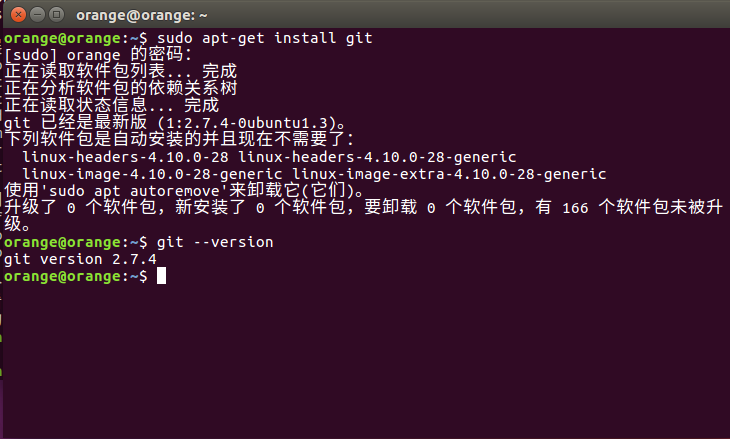 orange@orange: ~
orange@orange:~$ sudo apt-get install git
[sudo] orange 的密码：
正在读取软件包列表... 完成
正在分析软件包的依赖关系树
正在读取状态信息... 完成
git 已经是最新版 (1:2.7.4-0ubuntu1.3)。
下列软件包是自动安装的并且现在不需要了：
linux-headers-4.10.0-28 linux-headers-4.10.0-28-generic
linux-image-4.10.0-28-generic linux-image-extra-4.10.0-28-generic
使用'sudo apt autoremove'来卸载它(它们)。
升级了 0 个软件包，新安装了 0 个软件包，要卸载 0 个软件包，有 166 个软件包未被升
级。
orange@orange:~$ git --version
git version 2.7.4
orange@orange:~$